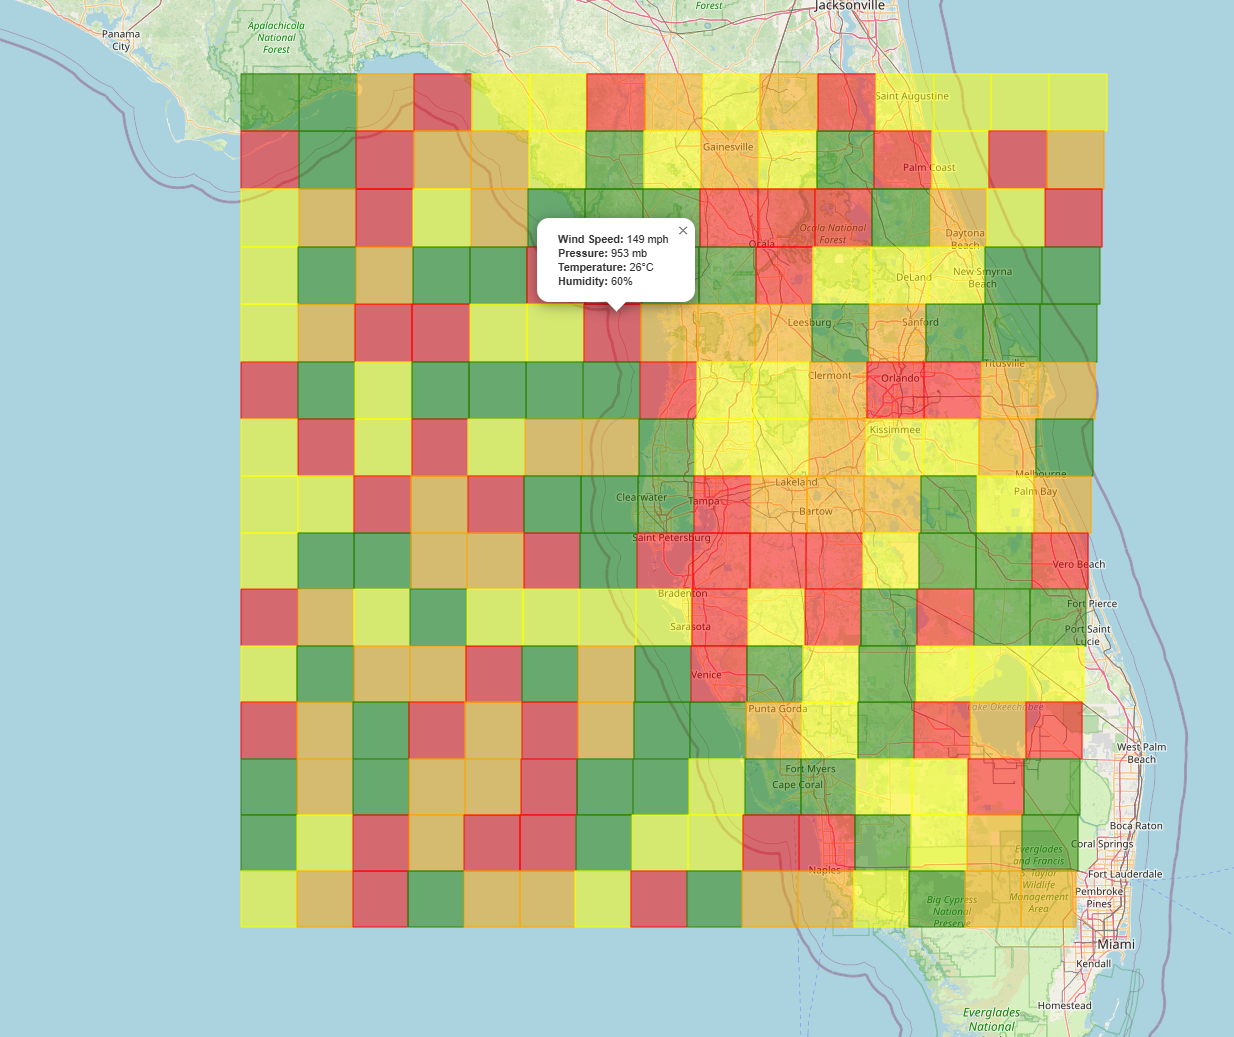 Jacksonville
Forest
Panama
City
Apalachicola
National
Forest
Saint Augustine
Gainesville
Palm Coast
Ocala National
Forest
Ocala
Daytona
Beach
Wind Speed: 149 mph
Pressure: 953 mb
Temperature: 26°C
Humidity: 60%
×
DeLand
New Smyrna
Beach
Leesburg
Sanford
Titusville
Clermont
Orlando
Kissimmee
Melbourne
Lakeland
Palm Bay
Clearwater
Tampa
Bartow
Saint Petersburg
Vero Beach
Bradenton
Fort Pierce
Sarasota
Port Saint
Lucie
Venice
Punta Gorda
Lake Okeechobee
West Palm
Beach
Fort Myers
Cape Coral
Boca Raton
Coral Springs
Everglades
and Francis
S. Taylor
Wildlife
Management
Area
Naples
Fort Lauderdale
Pembroke
Pines
Big Cypress
National
Preserve
Miami
Kendall
Homestead
Everglades
National